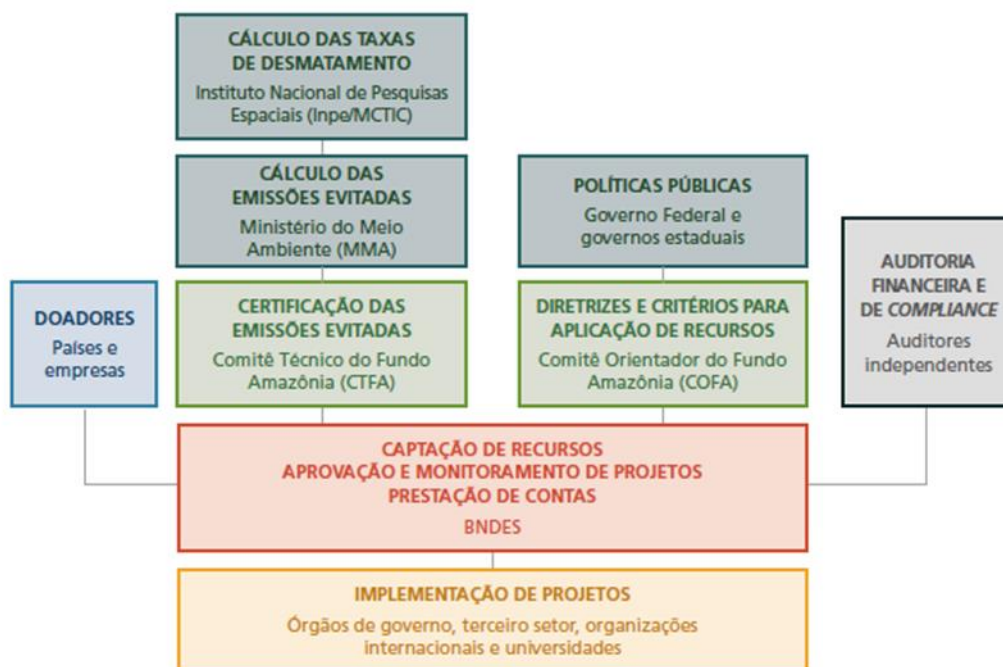 CÁLCULO DAS TAXAS
DE DESMATAMENTO
Instituto Nacional de Pesquisas
Espaciais (Inpe/MCTIC)
CÁLCULO DAS
EMISSÕES EVITADAS
Ministério do Meio
Ambiente (MMA)
POLÍTICAS PÚBLICAS
Governo Federal e
governos estaduais
DOADORES
Países e
empresas
CERTIFICAÇÃO DAS
EMISSÕES EVITADAS
Comitê Técnico do Fundo
Amazônia (CTFA)
DIRETRIZES E CRITÉRIOS PARA
APLICAÇÃO DE RECURSOS
Comitê Orientador do Fundo
Amazônia (COFA)
AUDITORIA
FINANCEIRA E
DE COMPLIANCE
Auditores
independentes
CAPTAÇÃO DE RECURSOS
APROVAÇÃO E MONITORAMENTO DE PROJETOS
PRESTAÇÃO DE CONTAS
BNDES
IMPLEMENTAÇÃO DE PROJETOS
Órgãos de governo, terceiro setor, organizações
internacionais e universidades